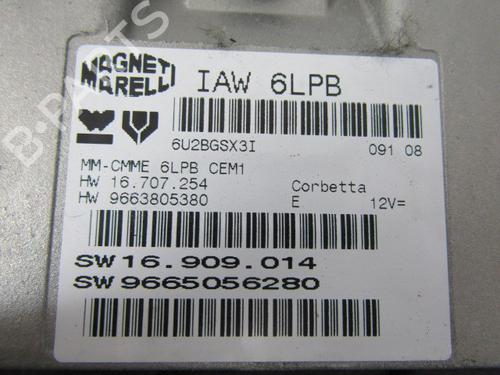 MAGNETI
MARELLI
IAW 6LPB
6U2BGSX3I
091 08
MM-CMME 6LPB CEM1
HW 16.707.254
Corbetta
HW 9663805380
E
12V=
SW 16.909.014
SW 9665056280
B-PARTS